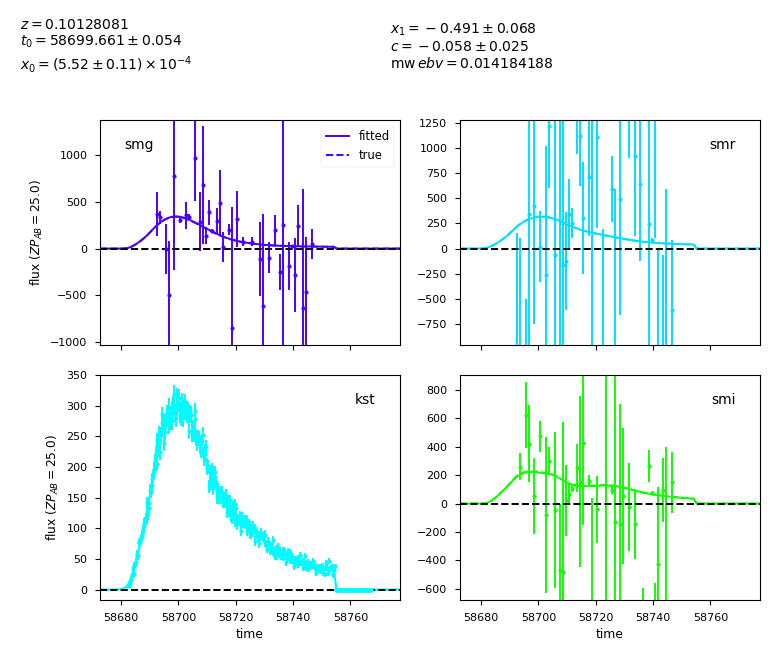 z = 0.10128081
t₀ = 58699.661 ± 0.054
x₀ = (5.52 ± 0.11) × 10⁻⁴
x₁ = −0.491 ± 0.068
c = −0.058 ± 0.025
mw ebv = 0.014184188
smg
fitted
true
1000
500
0
−500
−1000
flux (ZP_AB = 25.0)
smr
1250
1000
750
500
250
0
−250
−500
−750
kst
350
300
250
200
150
100
50
0
flux (ZP_AB = 25.0)
58680 58700 58720 58740 58760
time
smi
800
600
400
200
0
−200
−400
−600
58680 58700 58720 58740 58760
time